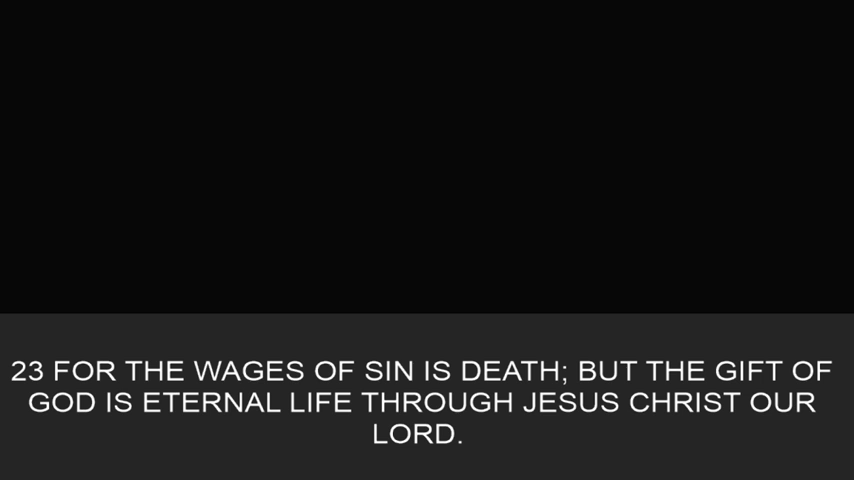 23 FOR THE WAGES OF SIN IS DEATH; BUT THE GIFT OF
GOD IS ETERNAL LIFE THROUGH JESUS CHRIST OUR
LORD.